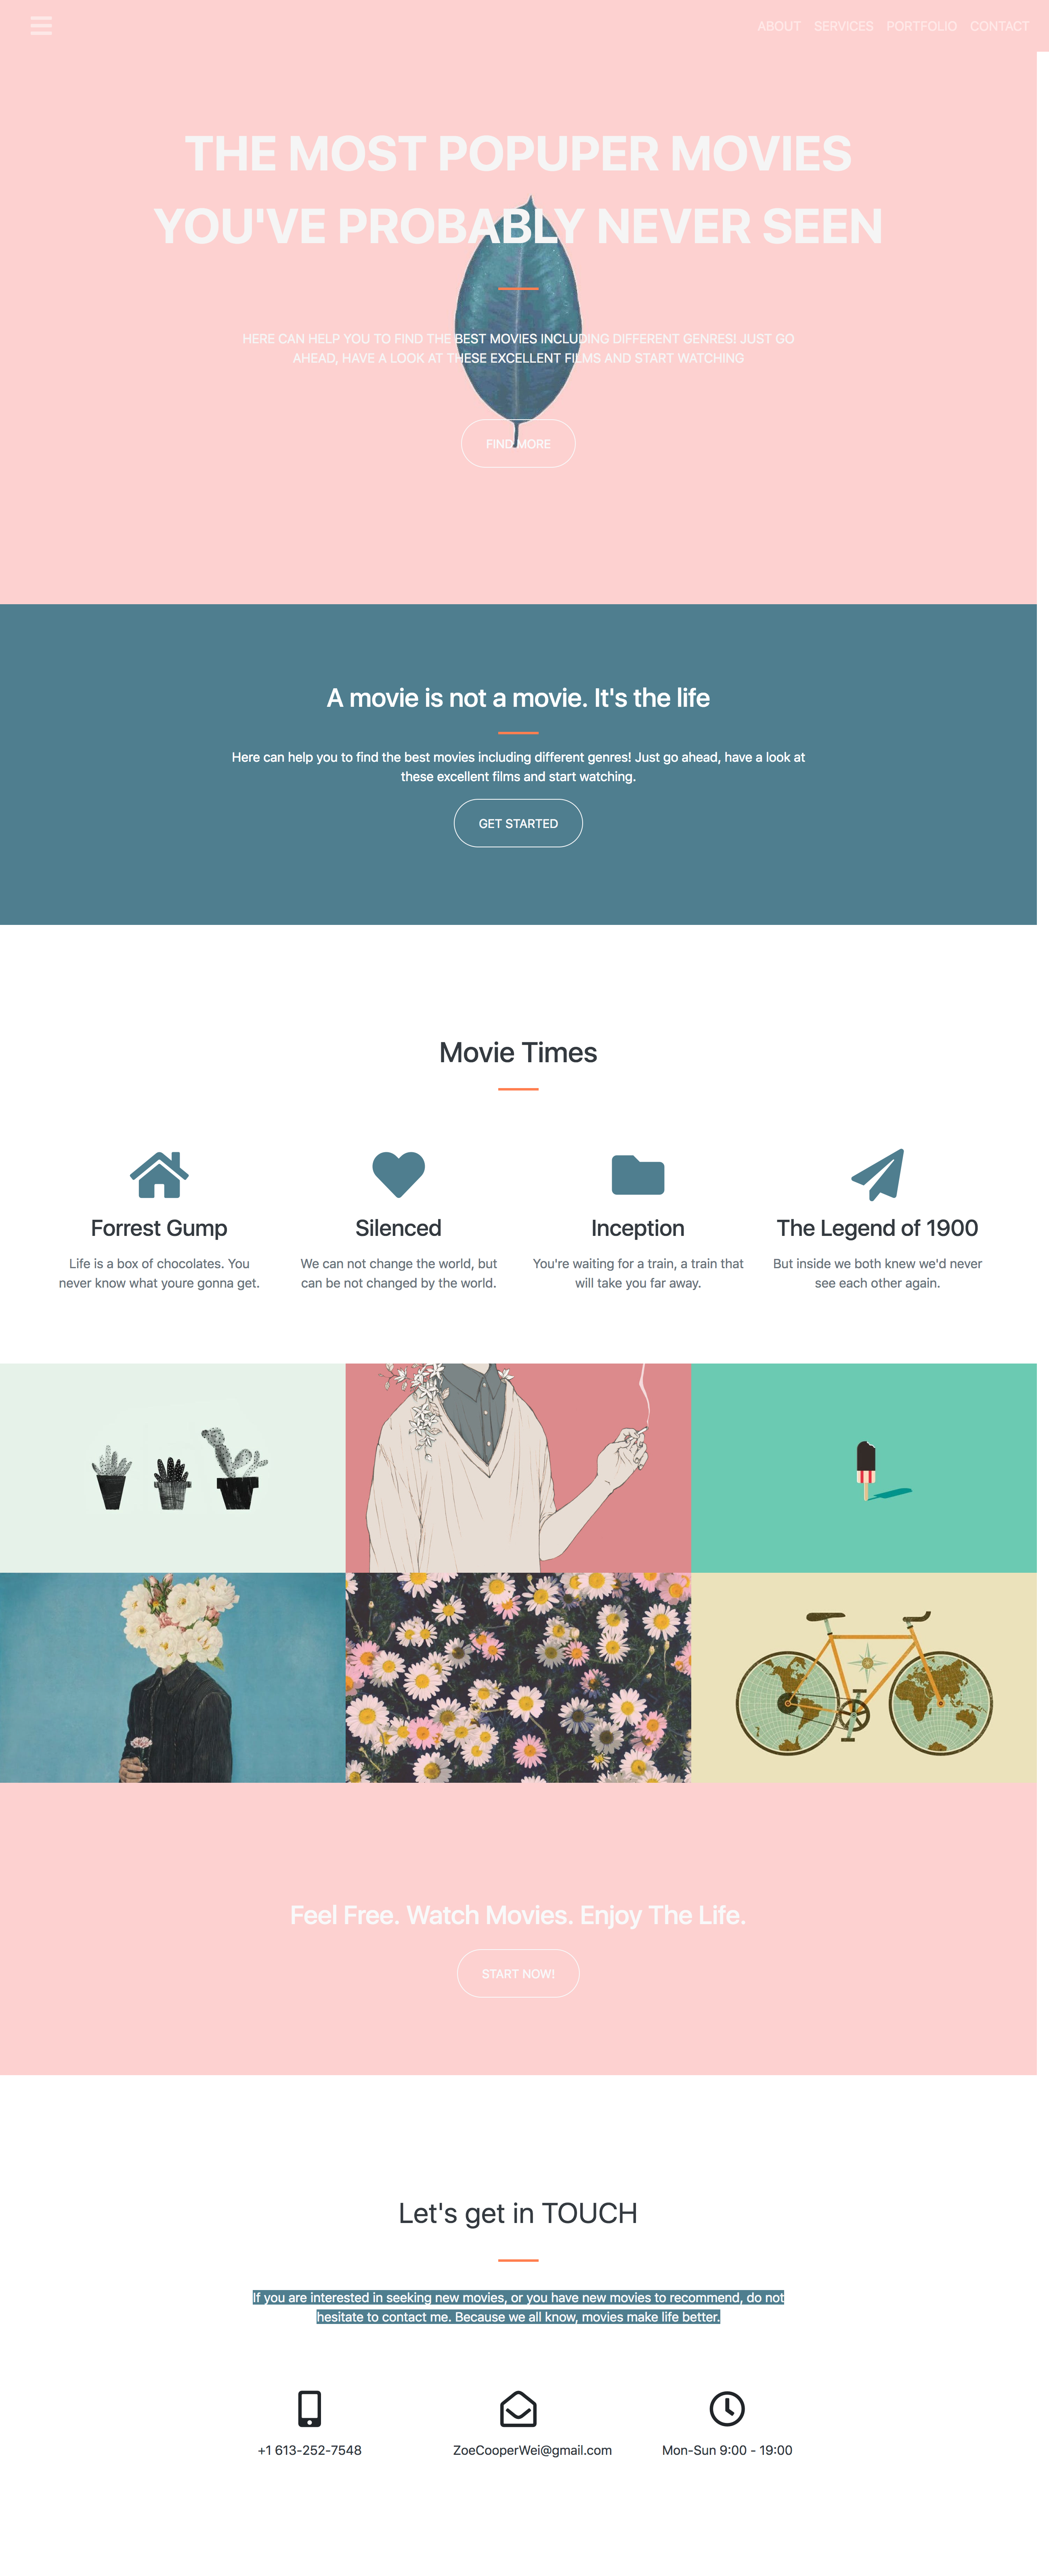 ABOUT SERVICES PORTFOLIO CONTACT
THE MOST POPUPER MOVIES
YOU'VE PROBABLY NEVER SEEN
HERE CAN HELP YOU TO FIND THE BEST MOVIES INCLUDING DIFFERENT GENRES! JUST GO
AHEAD, HAVE A LOOK AT THESE EXCELLENT FILMS AND START WATCHING
FIND MORE
A movie is not a movie. It's the life
Here can help you to find the best movies including different genres! Just go ahead, have a look at
these excellent films and start watching.
GET STARTED
Movie Times
Forrest Gump
Life is a box of chocolates. You
never know what youre gonna get.
Silenced
We can not change the world, but
can be not changed by the world.
Inception
You're waiting for a train, a train that
will take you far away.
The Legend of 1900
But inside we both knew we'd never
see each other again.
Feel Free. Watch Movies. Enjoy The Life.
START NOW!
Let's get in TOUCH
If you are interested in seeking new movies, or you have new movies to recommend, do not
hesitate to contact me. Because we all know, movies make life better.
+1 613-252-7548
ZoeCooperWei@gmail.com
Mon-Sun 9:00 - 19:00